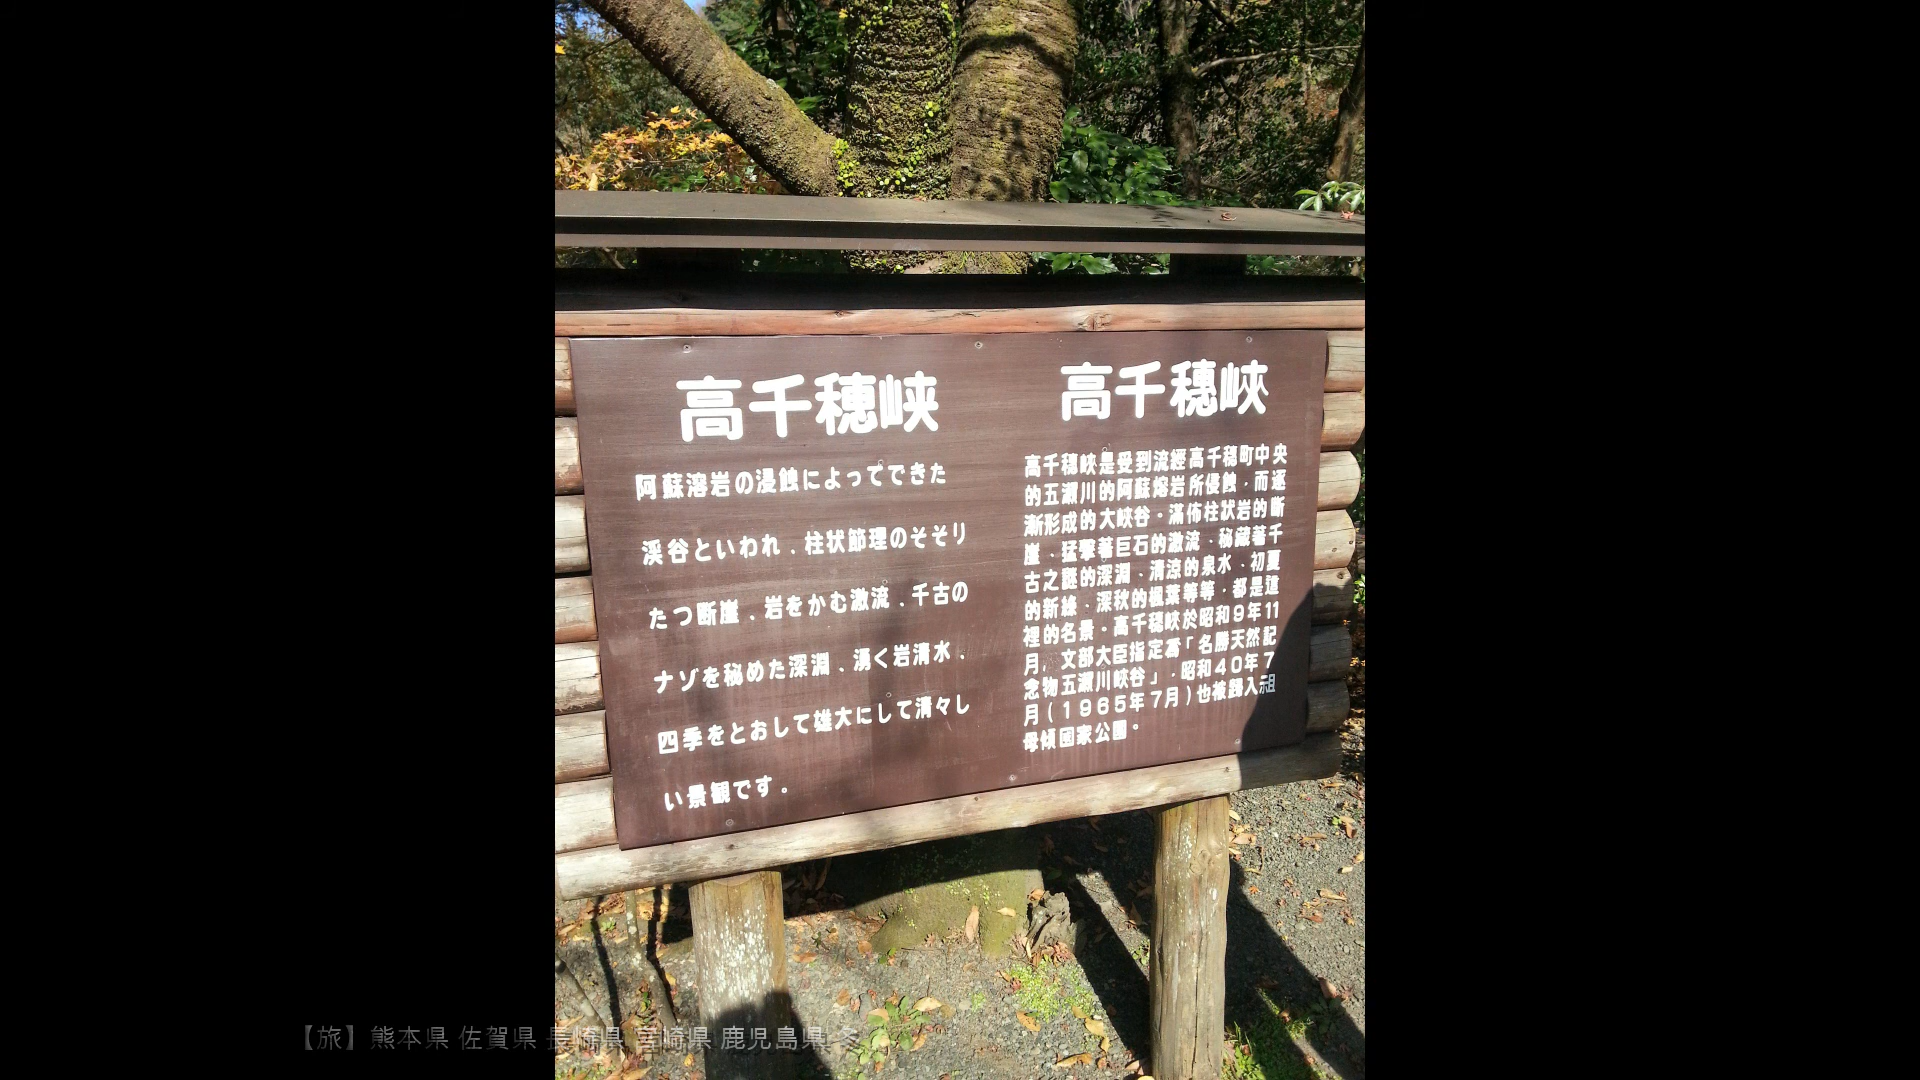 高千穂峡
阿蘇溶岩の浸蝕によってできた
渓谷といわれ、柱状節理のそそり
たつ断崖、岩をかむ激流、千古の
ナゾを秘めた深淵、湧く岩清水、
四季をとおして雄大にして清々し
い景観です。
高千穗峽
高千穗峽是受到流經高千穗町中央
的五瀨川的阿蘇熔岩所侵蝕，而逐
漸形成的大峽谷。滿佈柱狀岩的斷
崖、猛擊著巨石的激流、秘藏著千
古之謎的深淵、清涼的泉水、初夏
的新綠、深秋的楓葉等等，都是這
裡的名景。高千穗峽於昭和9年11
月，文部大臣指定為「名勝天然記
念物五瀨川峽谷」，昭和40年7
月(1965年7月)也被歸入祖
母傾國家公園。
【旅】熊本県 佐賀県 長崎県 宮崎県 鹿児島県 冬